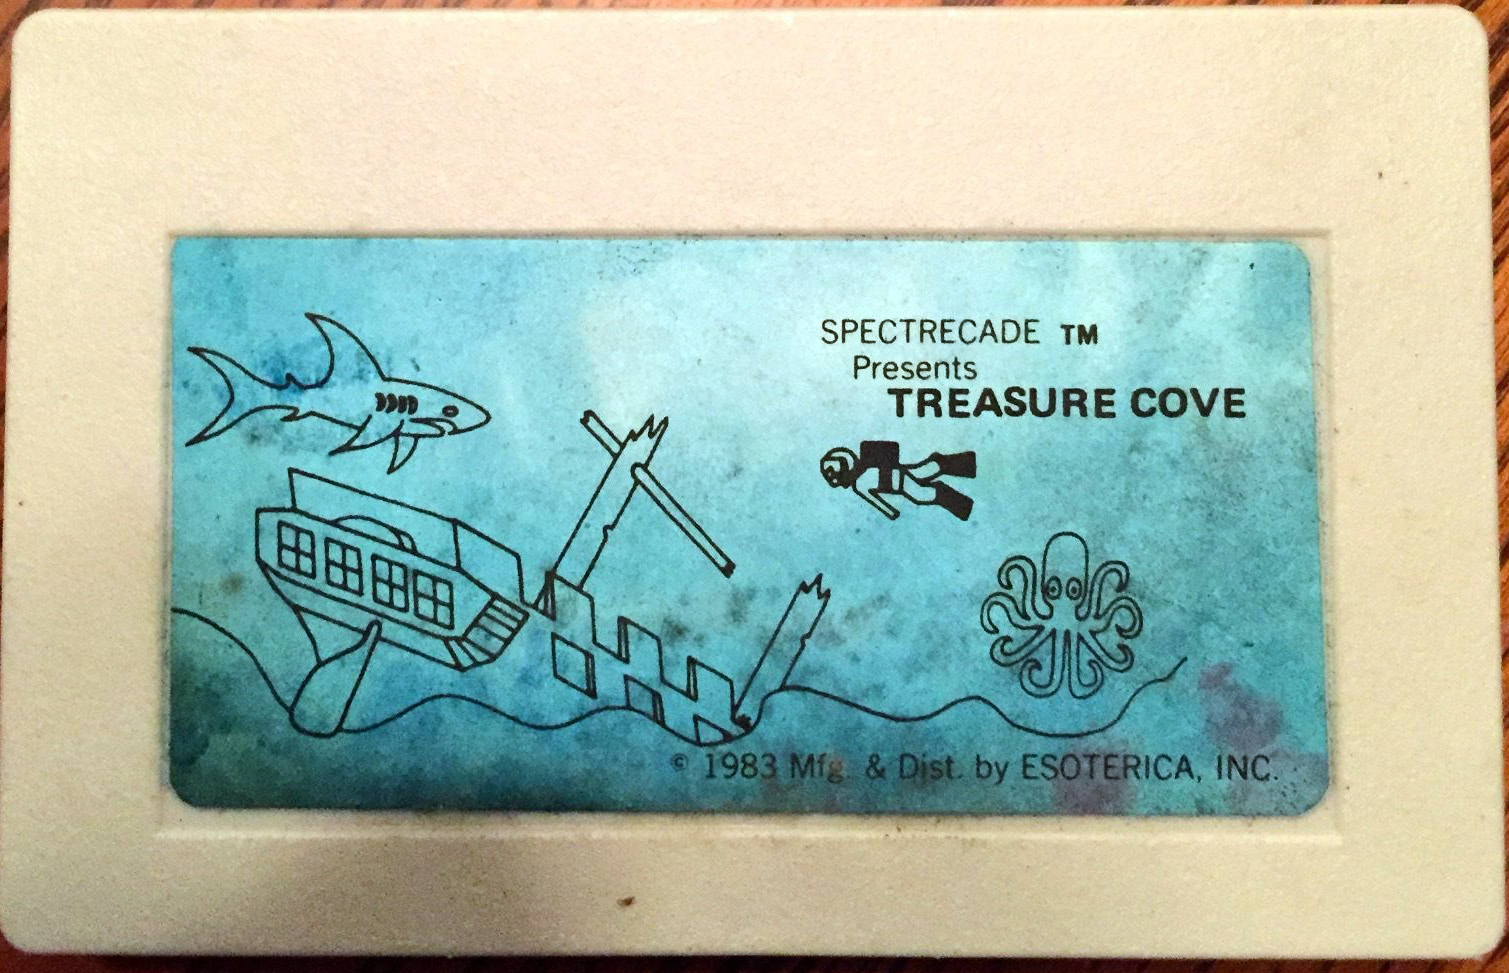 SPECTRECADE TM
Presents
TREASURE COVE
© 1983 Mfg. & Dist. by ESOTERICA, INC.